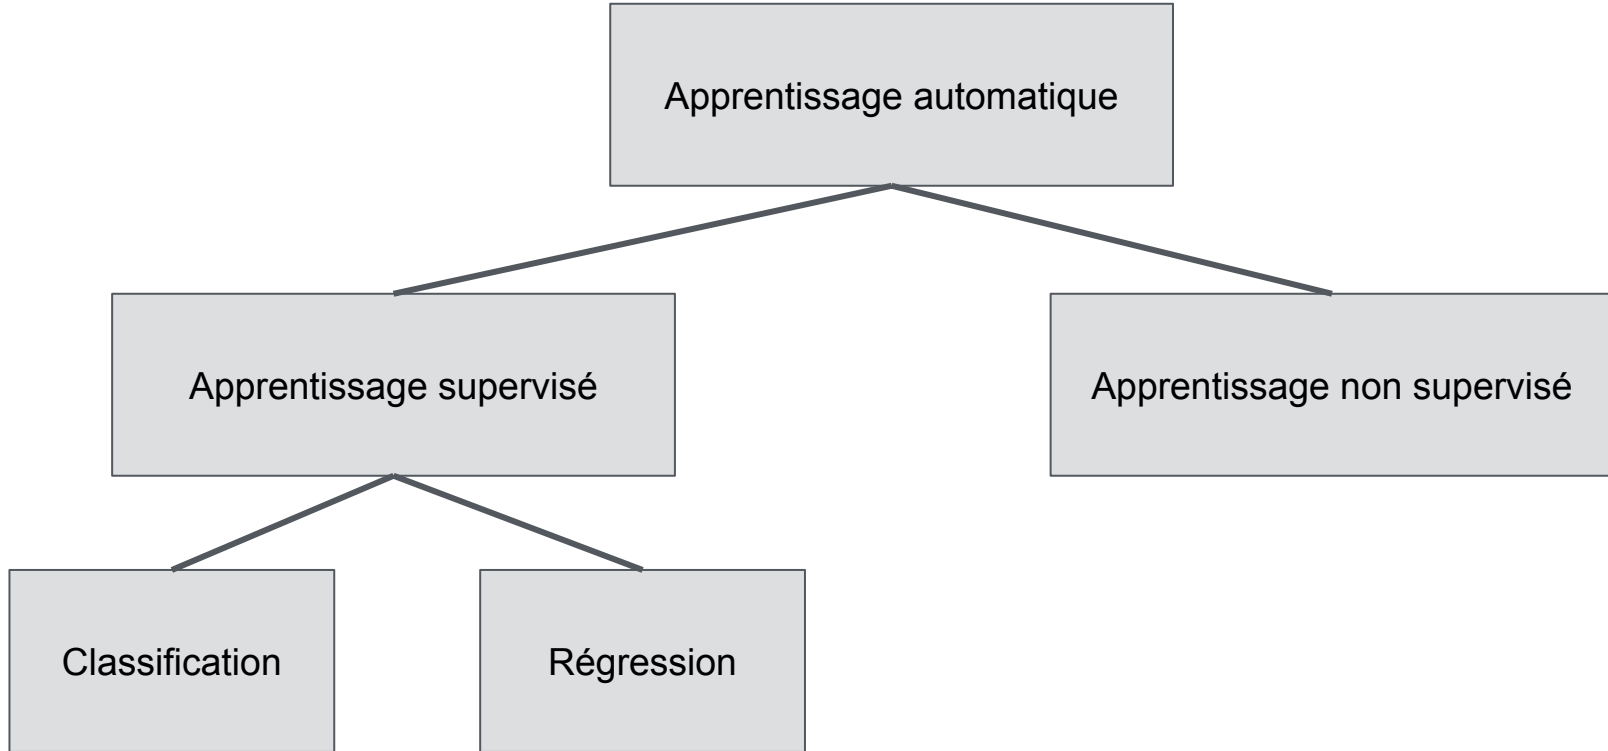 Apprentissage automatique
Apprentissage supervisé
Apprentissage non supervisé
Classification
Régression